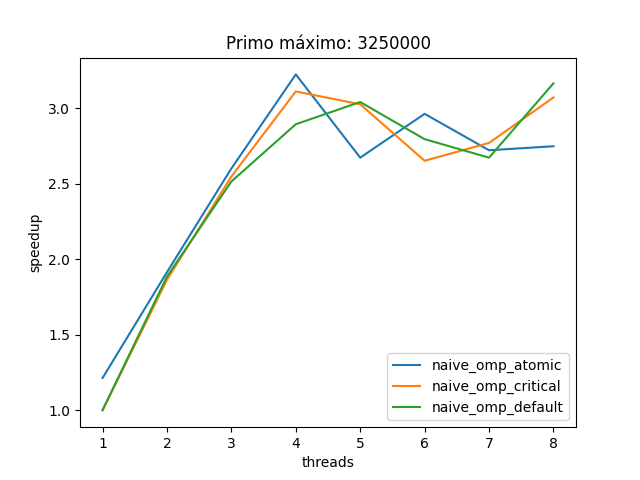 Primo máximo: 3250000
speedup
3.0
2.5
2.0
1.5
1.0
naive_omp_atomic
naive_omp_critical
naive_omp_default
1 2 3 4 5 6 7 8
threads